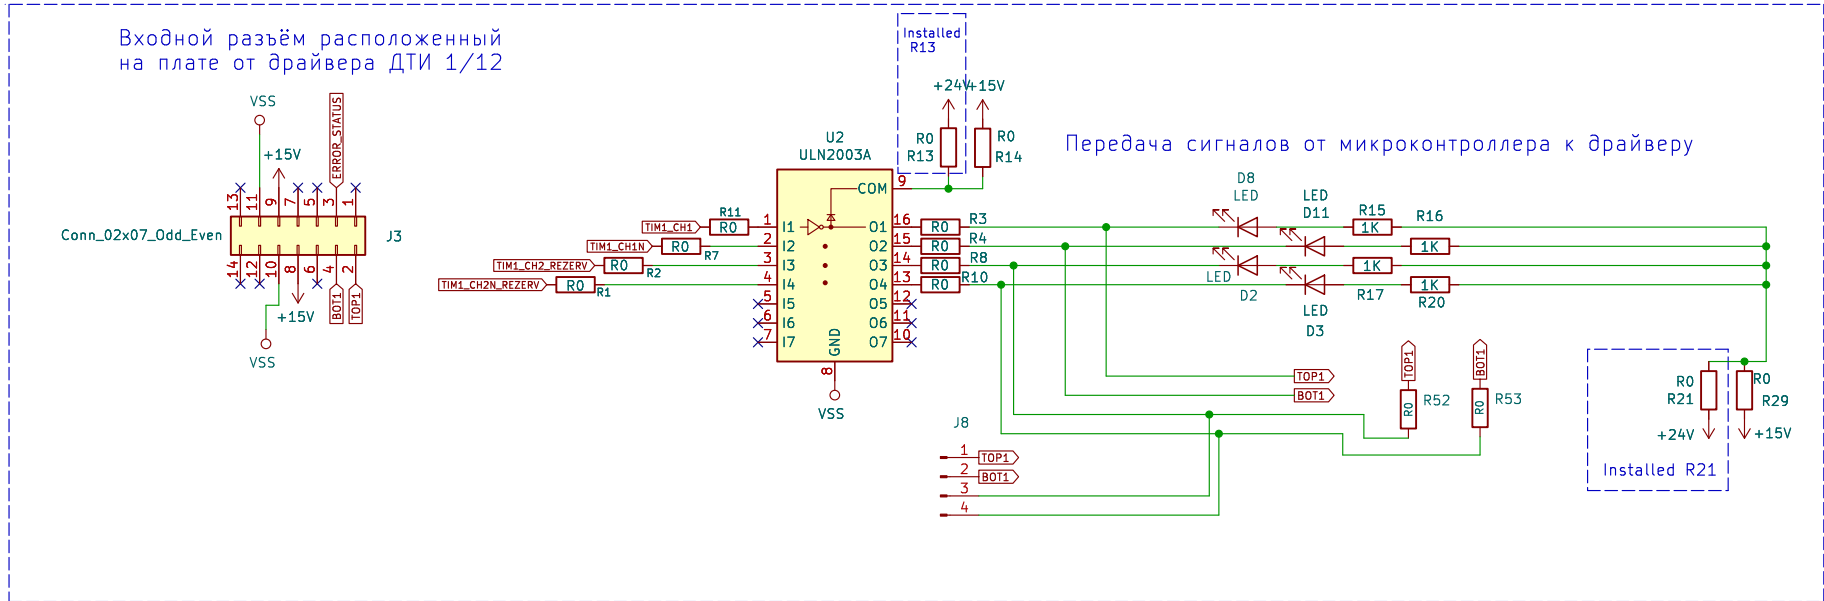 Входной разъём расположенный
на плате от драйвера ДТИ 1/12
VSS
+15V
ERROR_STATUS
13
11
9
7
5
3
1
Conn_02x07_Odd_Even
J3
14
12
10
8
6
4
2
+15V
BOT1
TOP1
VSS
Installed
R13
+24V
+15V
R0
R13
R0
R14
U2
ULN2003A
COM
9
TIM1_CH1
R11
R0
1
I1
O1
16
R0
R3
TIM1_CH1N
R0
R7
2
I2
O2
15
R0
R4
TIM1_CH2_REZERV
R0
R2
3
I3
O3
14
R0
R8
TIM1_CH2N_REZERV
R0
R1
4
I4
O4
13
R0
R10
5
I5
O5
12
6
I6
O6
11
7
I7
O7
10
GND
8
VSS
Передача сигналов от микроконтроллера к драйверу
D8
LED
LED
D11
R15
1K
R16
1K
LED
D2
1K
R17
1K
R20
LED
D3
TOP1
BOT1
TOP1
R0
R52
BOT1
R0
R53
J8
1
TOP1
2
BOT1
3
4
R0
R21
+24V
R0
R29
+15V
Installed R21